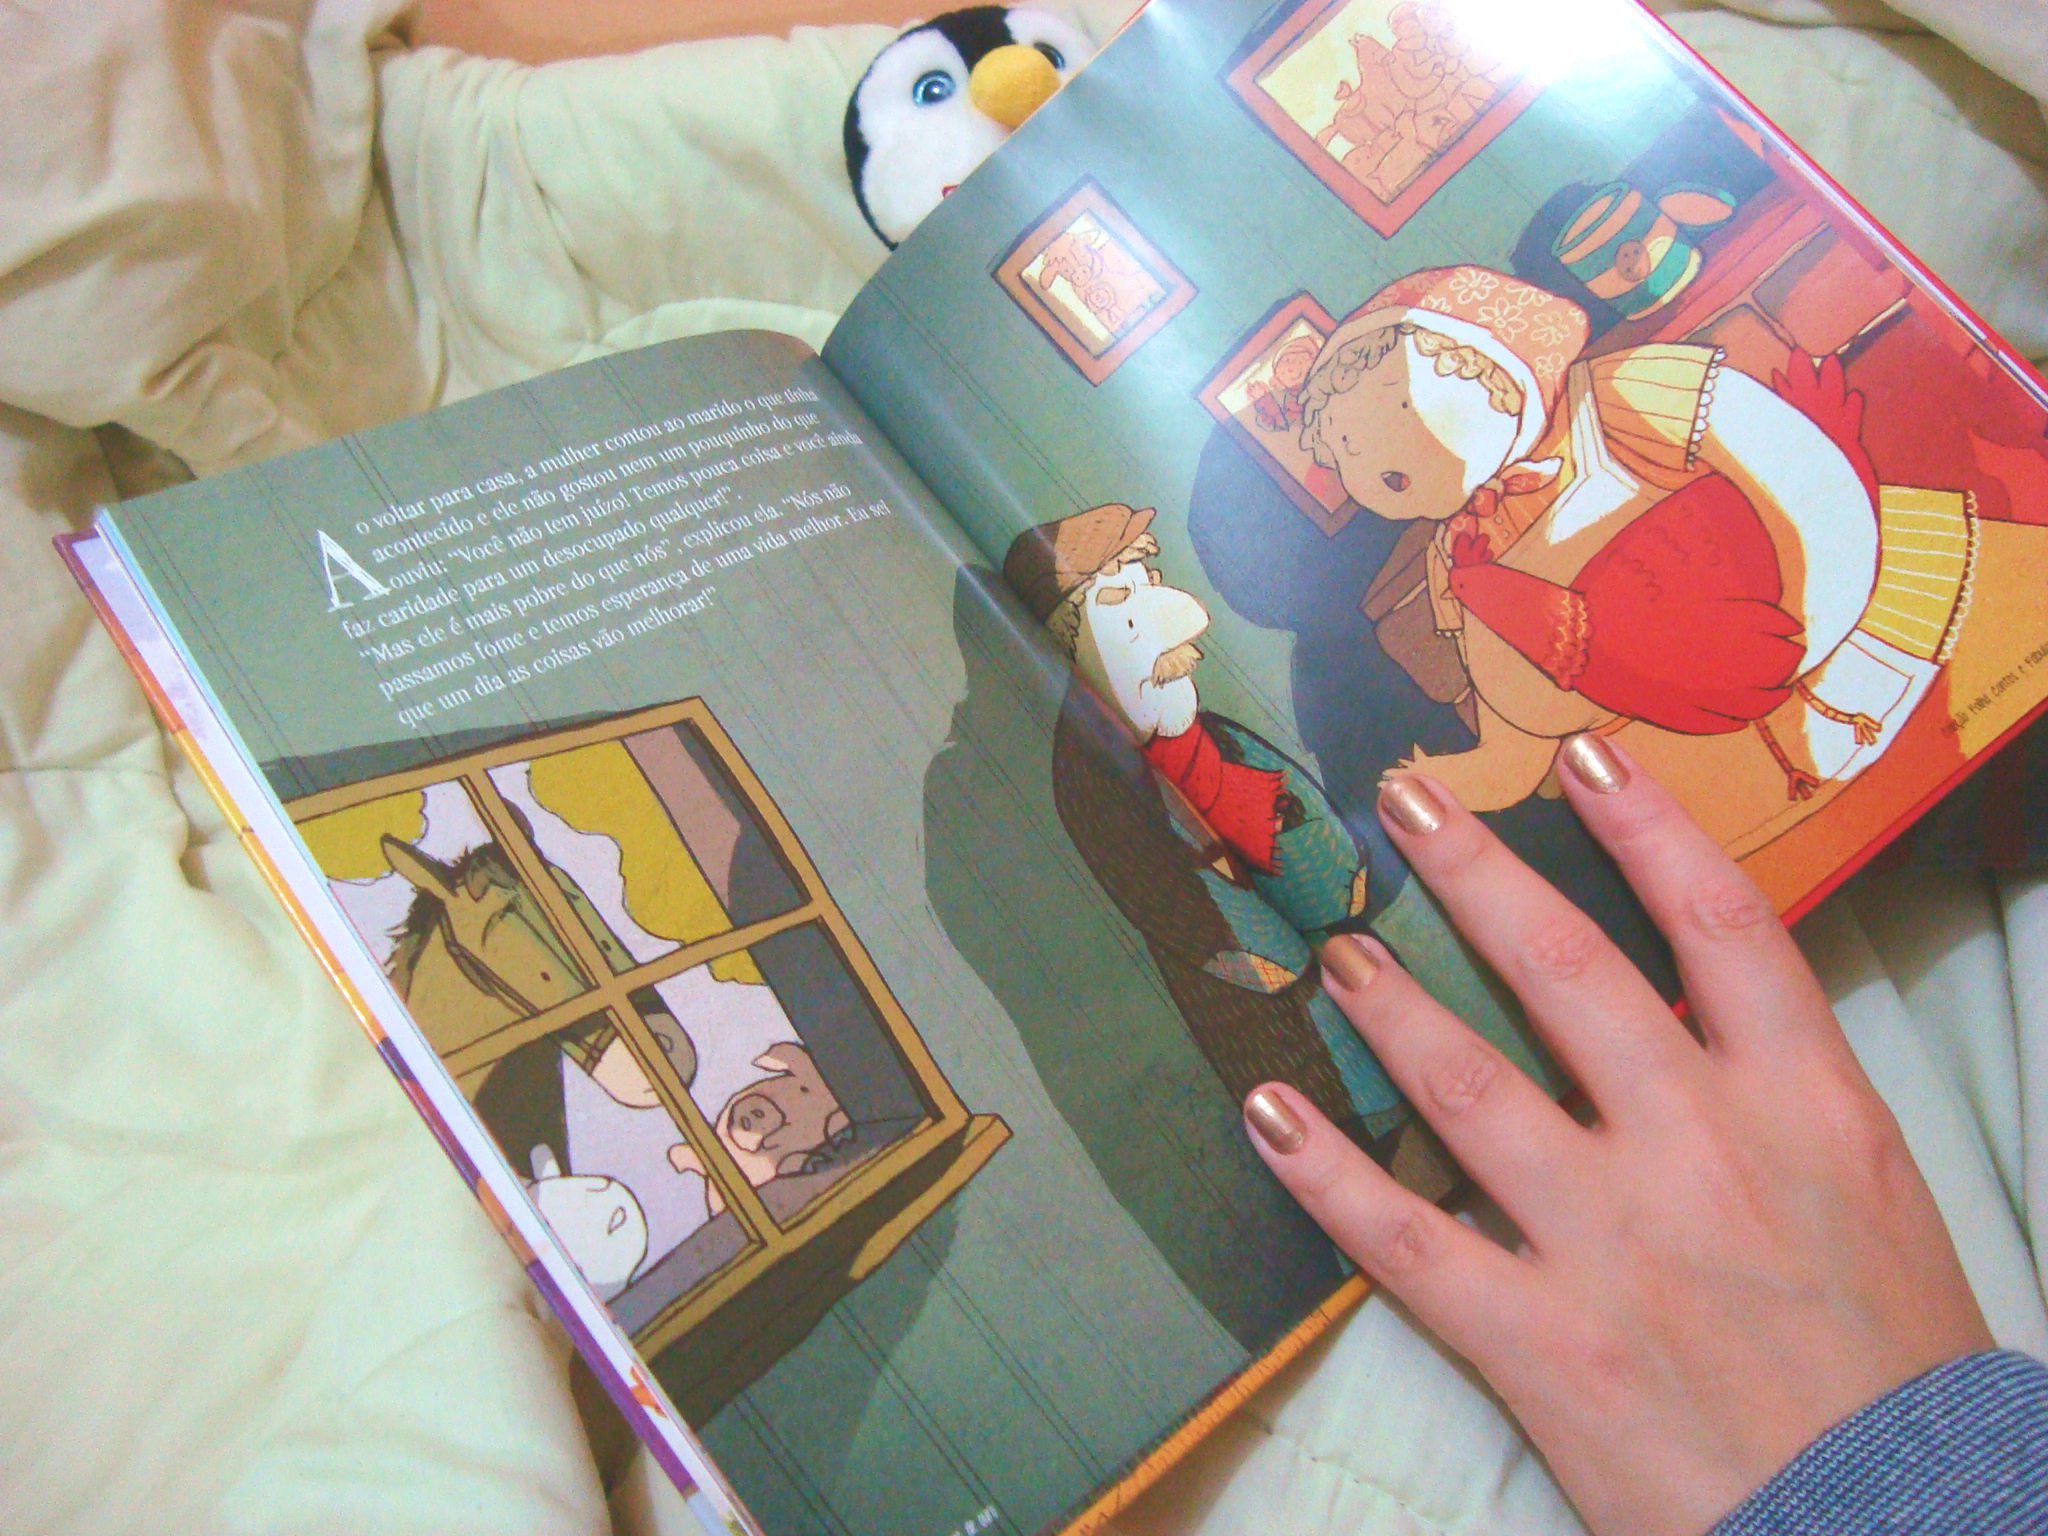 Ao voltar para casa, a mulher contou ao marido o que tinha
acontecido e ele não gostou nem um pouquinho do que
ouviu: “Você não tem juízo! Temos pouca coisa e você ainda
faz caridade para um desocupado qualquer!”.
“Mas ele é mais pobre do que nós”, explicou ela. “Nós não
passamos fome e temos esperança de uma vida melhor. Eu sei
que um dia as coisas vão melhorar!”
Folha Contos e